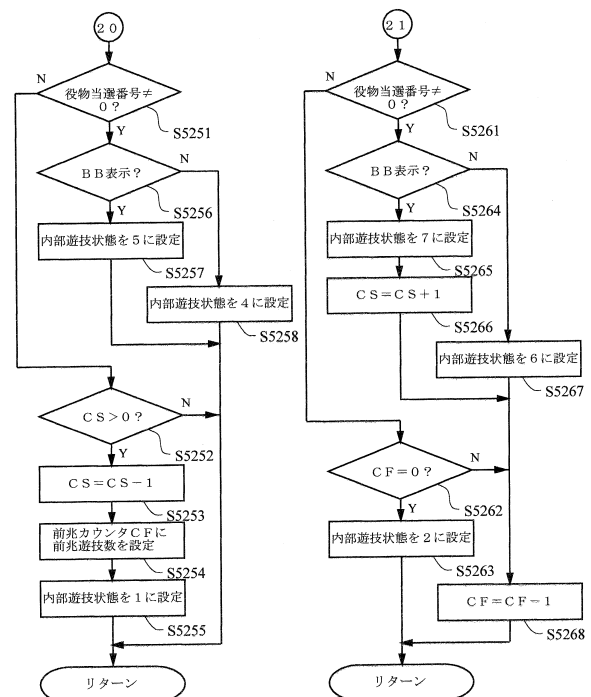 ２０
役物当選番号≠
０？
N
Y
S5251
ＢＢ表示？
N
Y
S5256
内部遊技状態を５に設定
S5257
内部遊技状態を４に設定
S5258
ＣＳ＞０？
N
Y
S5252
ＣＳ＝ＣＳ－１
S5253
前兆カウンタＣＦに
前兆遊技数を設定
S5254
内部遊技状態を１に設定
S5255
リターン
２１
役物当選番号≠
０？
N
Y
S5261
ＢＢ表示？
N
Y
S5264
内部遊技状態を７に設定
S5265
ＣＳ＝ＣＳ＋１
S5266
内部遊技状態を６に設定
S5267
ＣＦ＝０？
N
Y
S5262
内部遊技状態を２に設定
S5263
ＣＦ＝ＣＦ－１
S5268
リターン